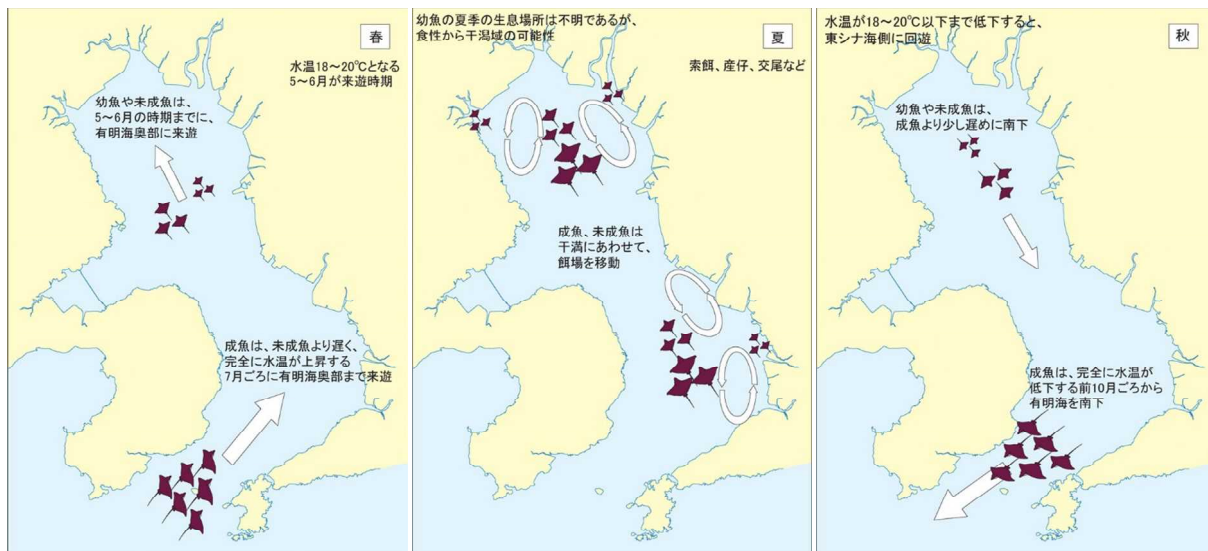 春
水温18～20℃となる
5～6月が来遊時期
幼魚や未成魚は、
5～6月の時期までに、
有明海奥部に来遊
成魚は、未成魚より遅く、
完全に水温が上昇する
7月ごろに有明海奥部まで来遊
幼魚の夏季の生息場所は不明であるが、
食性から干潟域の可能性
夏
索餌、産仔、交尾など
成魚、未成魚は
干満にあわせて、
餌場を移動
水温が18～20℃以下まで低下すると、
東シナ海側に回遊
秋
幼魚や未成魚は、
成魚より少し遅めに南下
成魚は、完全に水温が
低下する前10月ごろから
有明海を南下